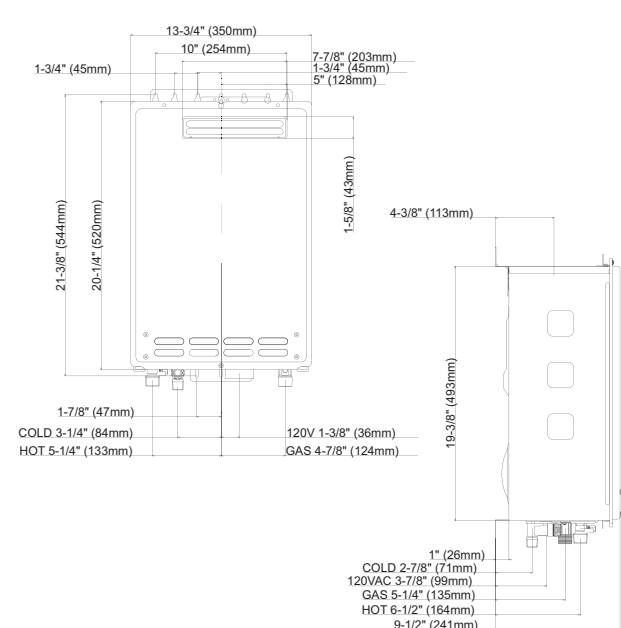 13-3/4" (350mm)
10" (254mm)
7-7/8" (203mm)
1-3/4" (45mm)
1-3/4" (45mm)
5" (128mm)
1-5/8" (43mm)
21-3/8" (544mm)
20-1/4" (520mm)
1-7/8" (47mm)
COLD 3-1/4" (84mm)
120V 1-3/8" (36mm)
HOT 5-1/4" (133mm)
GAS 4-7/8" (124mm)
4-3/8" (113mm)
19-3/8" (493mm)
1" (26mm)
COLD 2-7/8" (71mm)
120VAC 3-7/8" (99mm)
GAS 5-1/4" (135mm)
HOT 6-1/2" (164mm)
9-1/2" (241mm)